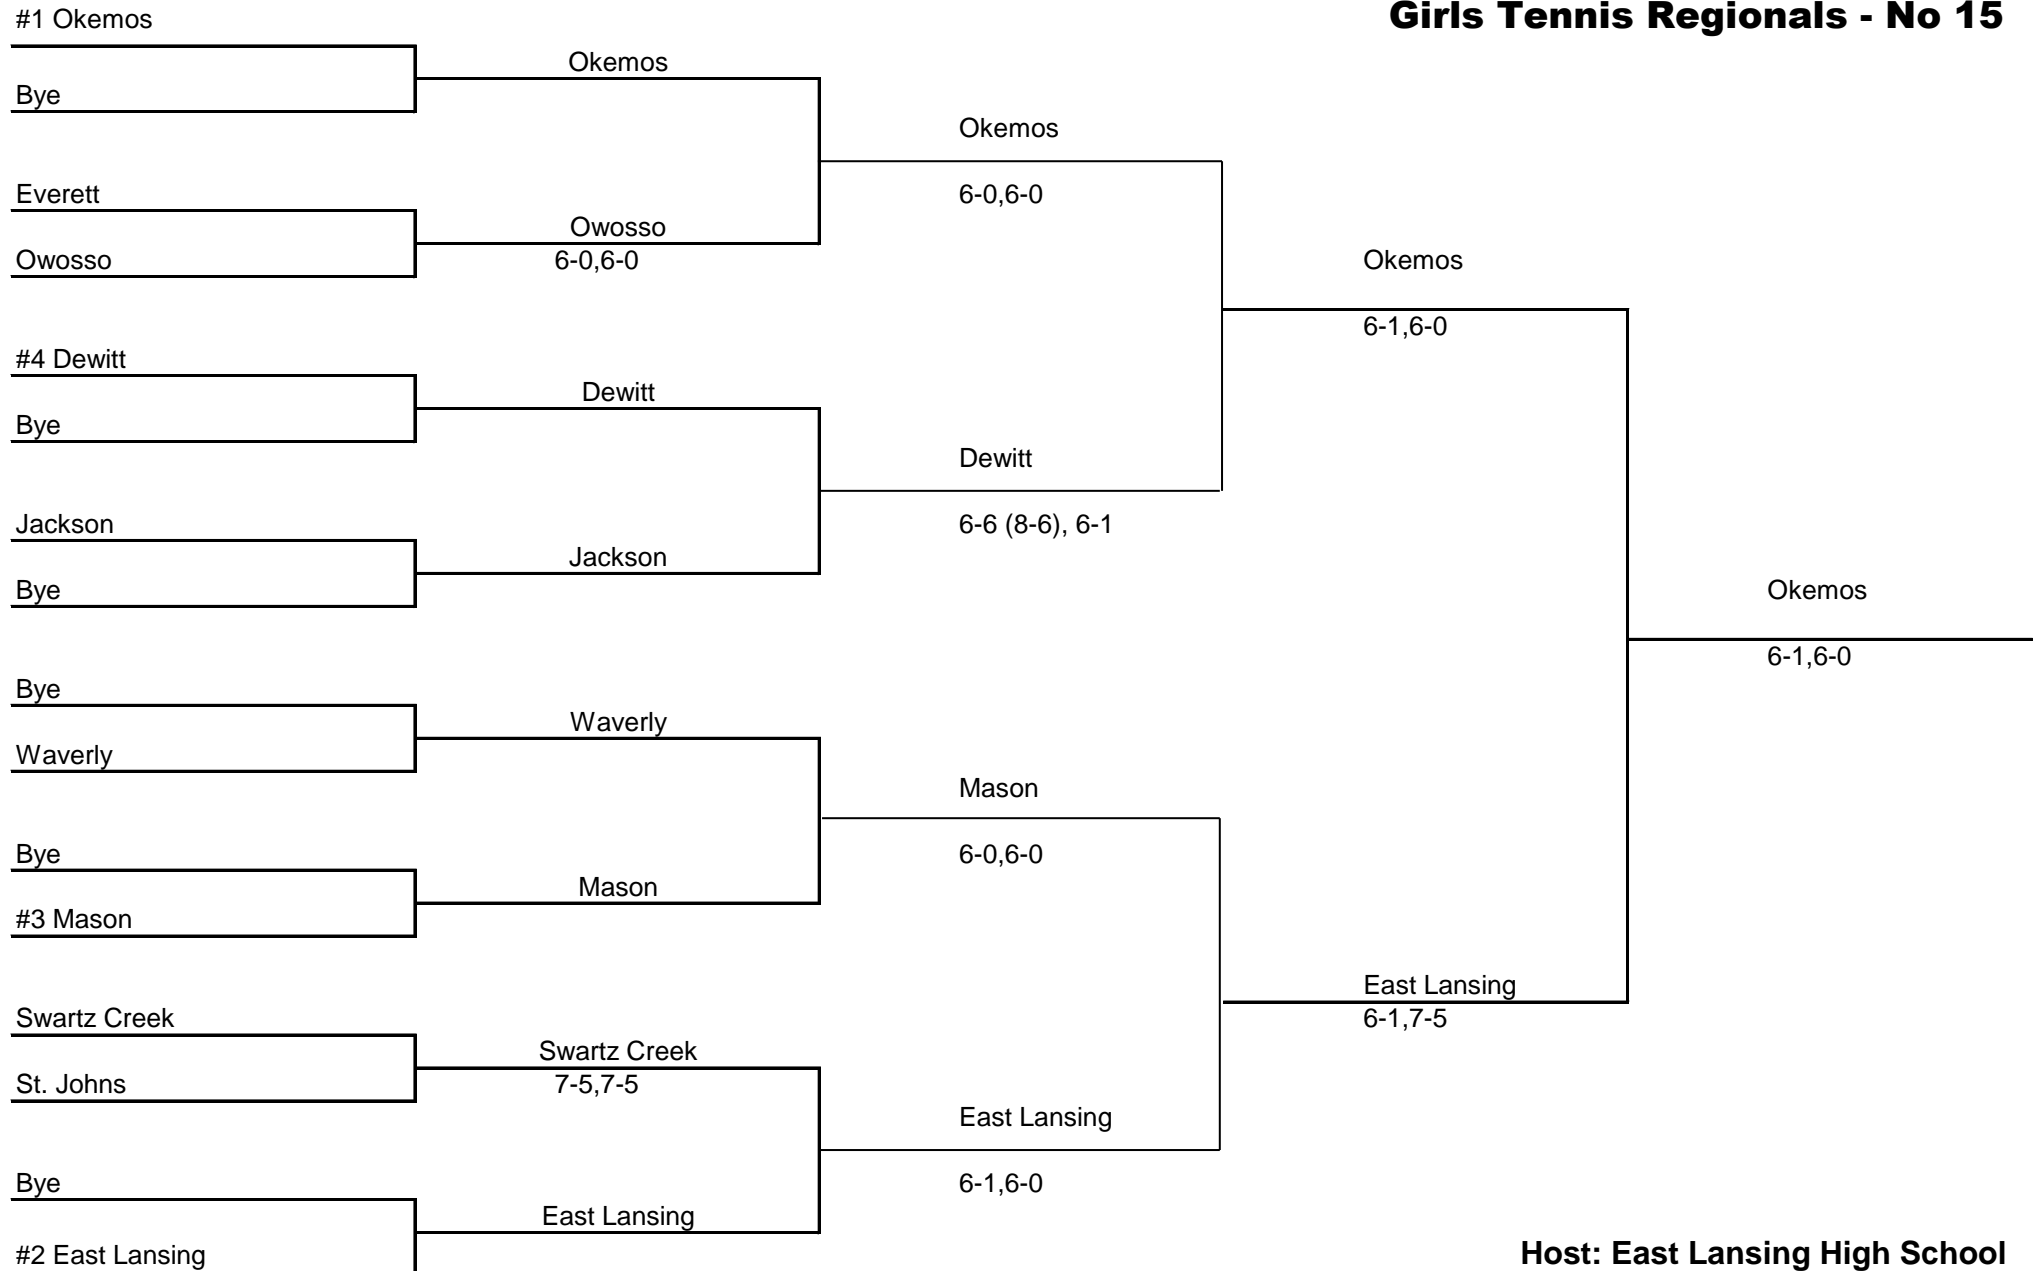 Girls Tennis Regionals - No 15
#1 Okemos
Bye
Everett
Owosso
#4 Dewitt
Bye
Jackson
Bye
Bye
Waverly
Bye
#3 Mason
Swartz Creek
St. Johns
Bye
#2 East Lansing
Okemos
Owosso
6-0,6-0
Dewitt
Jackson
Waverly
Mason
Swartz Creek
7-5,7-5
East Lansing
Okemos
6-0,6-0
Dewitt
6-6 (8-6), 6-1
Mason
6-0,6-0
East Lansing
6-1,6-0
Okemos
6-1,6-0
East Lansing
6-1,7-5
Okemos
6-1,6-0
Host: East Lansing High School